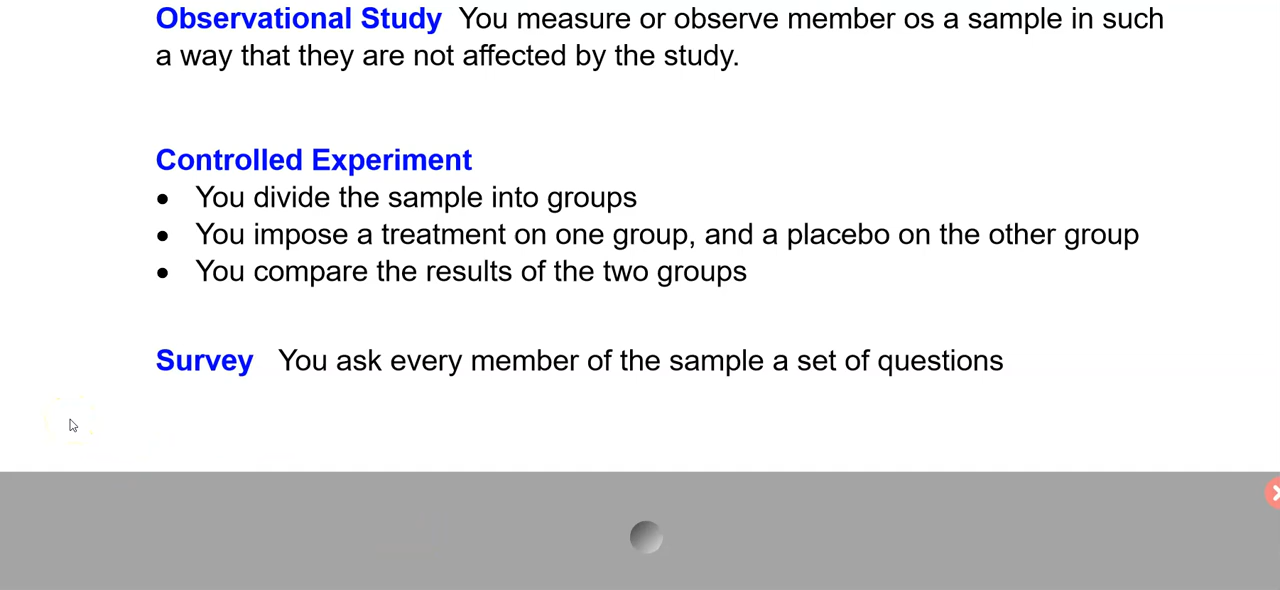 Observational Study You measure or observe member os a sample in such
a way that they are not affected by the study.
Controlled Experiment
• You divide the sample into groups
• You impose a treatment on one group, and a placebo on the other group
• You compare the results of the two groups
Survey You ask every member of the sample a set of questions